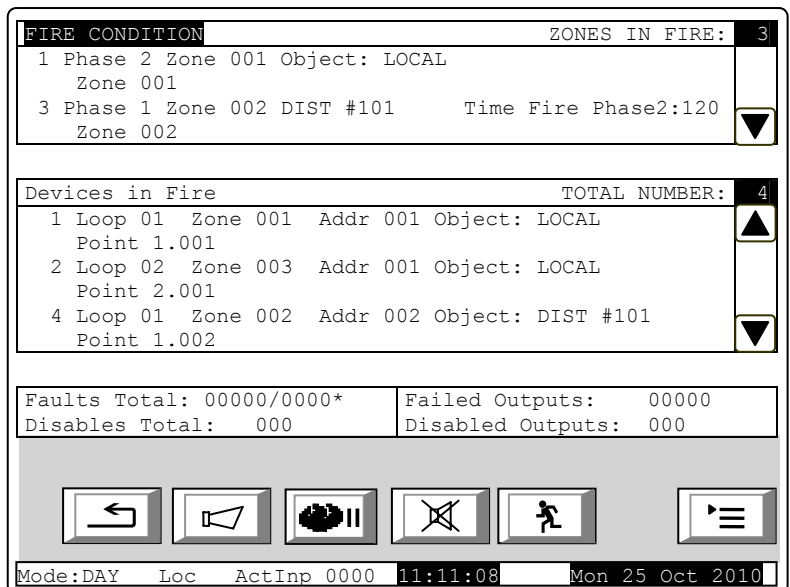 FIRE CONDITION ZONES IN FIRE: 3
1 Phase 2 Zone 001 Object: LOCAL
Zone 001
3 Phase 1 Zone 002 DIST #101 Time Fire Phase2:120
Zone 002
Devices in Fire TOTAL NUMBER: 4
1 Loop 01 Zone 001 Addr 001 Object: LOCAL
Point 1.001
2 Loop 02 Zone 003 Addr 001 Object: LOCAL
Point 2.001
4 Loop 01 Zone 002 Addr 002 Object: DIST #101
Point 1.002
Faults Total: 00000/0000* Failed Outputs: 00000
Disables Total: 000 Disabled Outputs: 000
Mode:DAY Loc ActInp 0000 11:11:08 Mon 25 Oct 2010